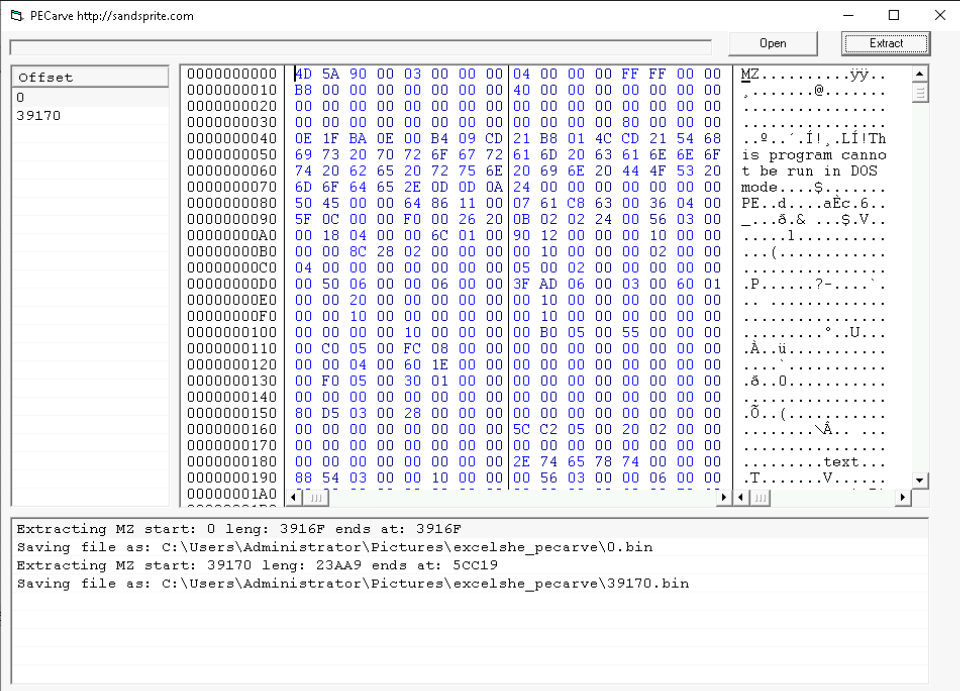 PECarve http://sandsprite.com
Open
Extract
Offset
0
39170
0000000000 4D 5A 90 00 03 00 00 00 04 00 00 00 FF FF 00 00 MZ..........ÿÿ..
0000000010 B8 00 00 00 00 00 00 00 40 00 00 00 00 00 00 00 ¸.......@.......
0000000020 00 00 00 00 00 00 00 00 00 00 00 00 00 00 00 00 ................
0000000030 00 00 00 00 00 00 00 00 00 00 00 00 80 00 00 00 ................
0000000040 0E 1F BA 0E 00 B4 09 CD 21 B8 01 4C CD 21 54 68 ..º..´.Í!¸.LÍ!Th
0000000050 69 73 20 70 72 6F 67 72 61 6D 20 63 61 6E 6E 6F is program canno
0000000060 74 20 62 65 20 72 75 6E 20 69 6E 20 44 4F 53 20 t be run in DOS
0000000070 6D 6F 64 65 2E 0D 0D 0A 24 00 00 00 00 00 00 00 mode....$.......
0000000080 50 45 00 00 64 86 11 00 07 61 C8 63 00 36 04 00 PE..d....aÈc.6..
0000000090 5F 0C 00 00 F0 00 26 20 0B 02 02 24 00 56 03 00 _...ð.& ...$.V..
00000000A0 00 18 04 00 00 6C 01 00 90 12 00 00 00 10 00 00 .....l..........
00000000B0 00 00 8C 28 02 00 00 00 00 10 00 00 00 02 00 00 ...(............
00000000C0 04 00 00 00 00 00 00 00 05 00 02 00 00 00 00 00 ................
00000000D0 00 50 06 00 00 06 00 00 3F AD 06 00 03 00 60 01 .P......?-....`.
00000000E0 00 00 20 00 00 00 00 00 00 10 00 00 00 00 00 00 .. .............
00000000F0 00 00 10 00 00 00 00 00 00 10 00 00 00 00 00 00 ................
0000000100 00 00 00 00 10 00 00 00 00 B0 05 00 55 00 00 00 .........°..U...
0000000110 00 C0 05 00 FC 08 00 00 00 00 00 00 00 00 00 00 .À..ü...........
0000000120 00 00 04 00 60 1E 00 00 00 00 00 00 00 00 00 00 ....`...........
0000000130 00 F0 05 00 30 01 00 00 00 00 00 00 00 00 00 00 .ð..0...........
0000000140 00 00 00 00 00 00 00 00 00 00 00 00 00 00 00 00 ................
0000000150 80 D5 03 00 28 00 00 00 00 00 00 00 00 00 00 00 .Õ..(...........
0000000160 00 00 00 00 00 00 00 00 5C C2 05 00 20 02 00 00 ........\Â.. ...
0000000170 00 00 00 00 00 00 00 00 00 00 00 00 00 00 00 00 ................
0000000180 00 00 00 00 00 00 00 00 2E 74 65 78 74 00 00 00 .........text...
0000000190 88 54 03 00 00 10 00 00 00 56 03 00 00 06 00 00 .T.......V......
00000001A0
Extracting MZ start: 0 leng: 3916F ends at: 3916F
Saving file as: C:\Users\Administrator\Pictures\excelshe_pecarve\0.bin
Extracting MZ start: 39170 leng: 23AA9 ends at: 5CC19
Saving file as: C:\Users\Administrator\Pictures\excelshe_pecarve\39170.bin